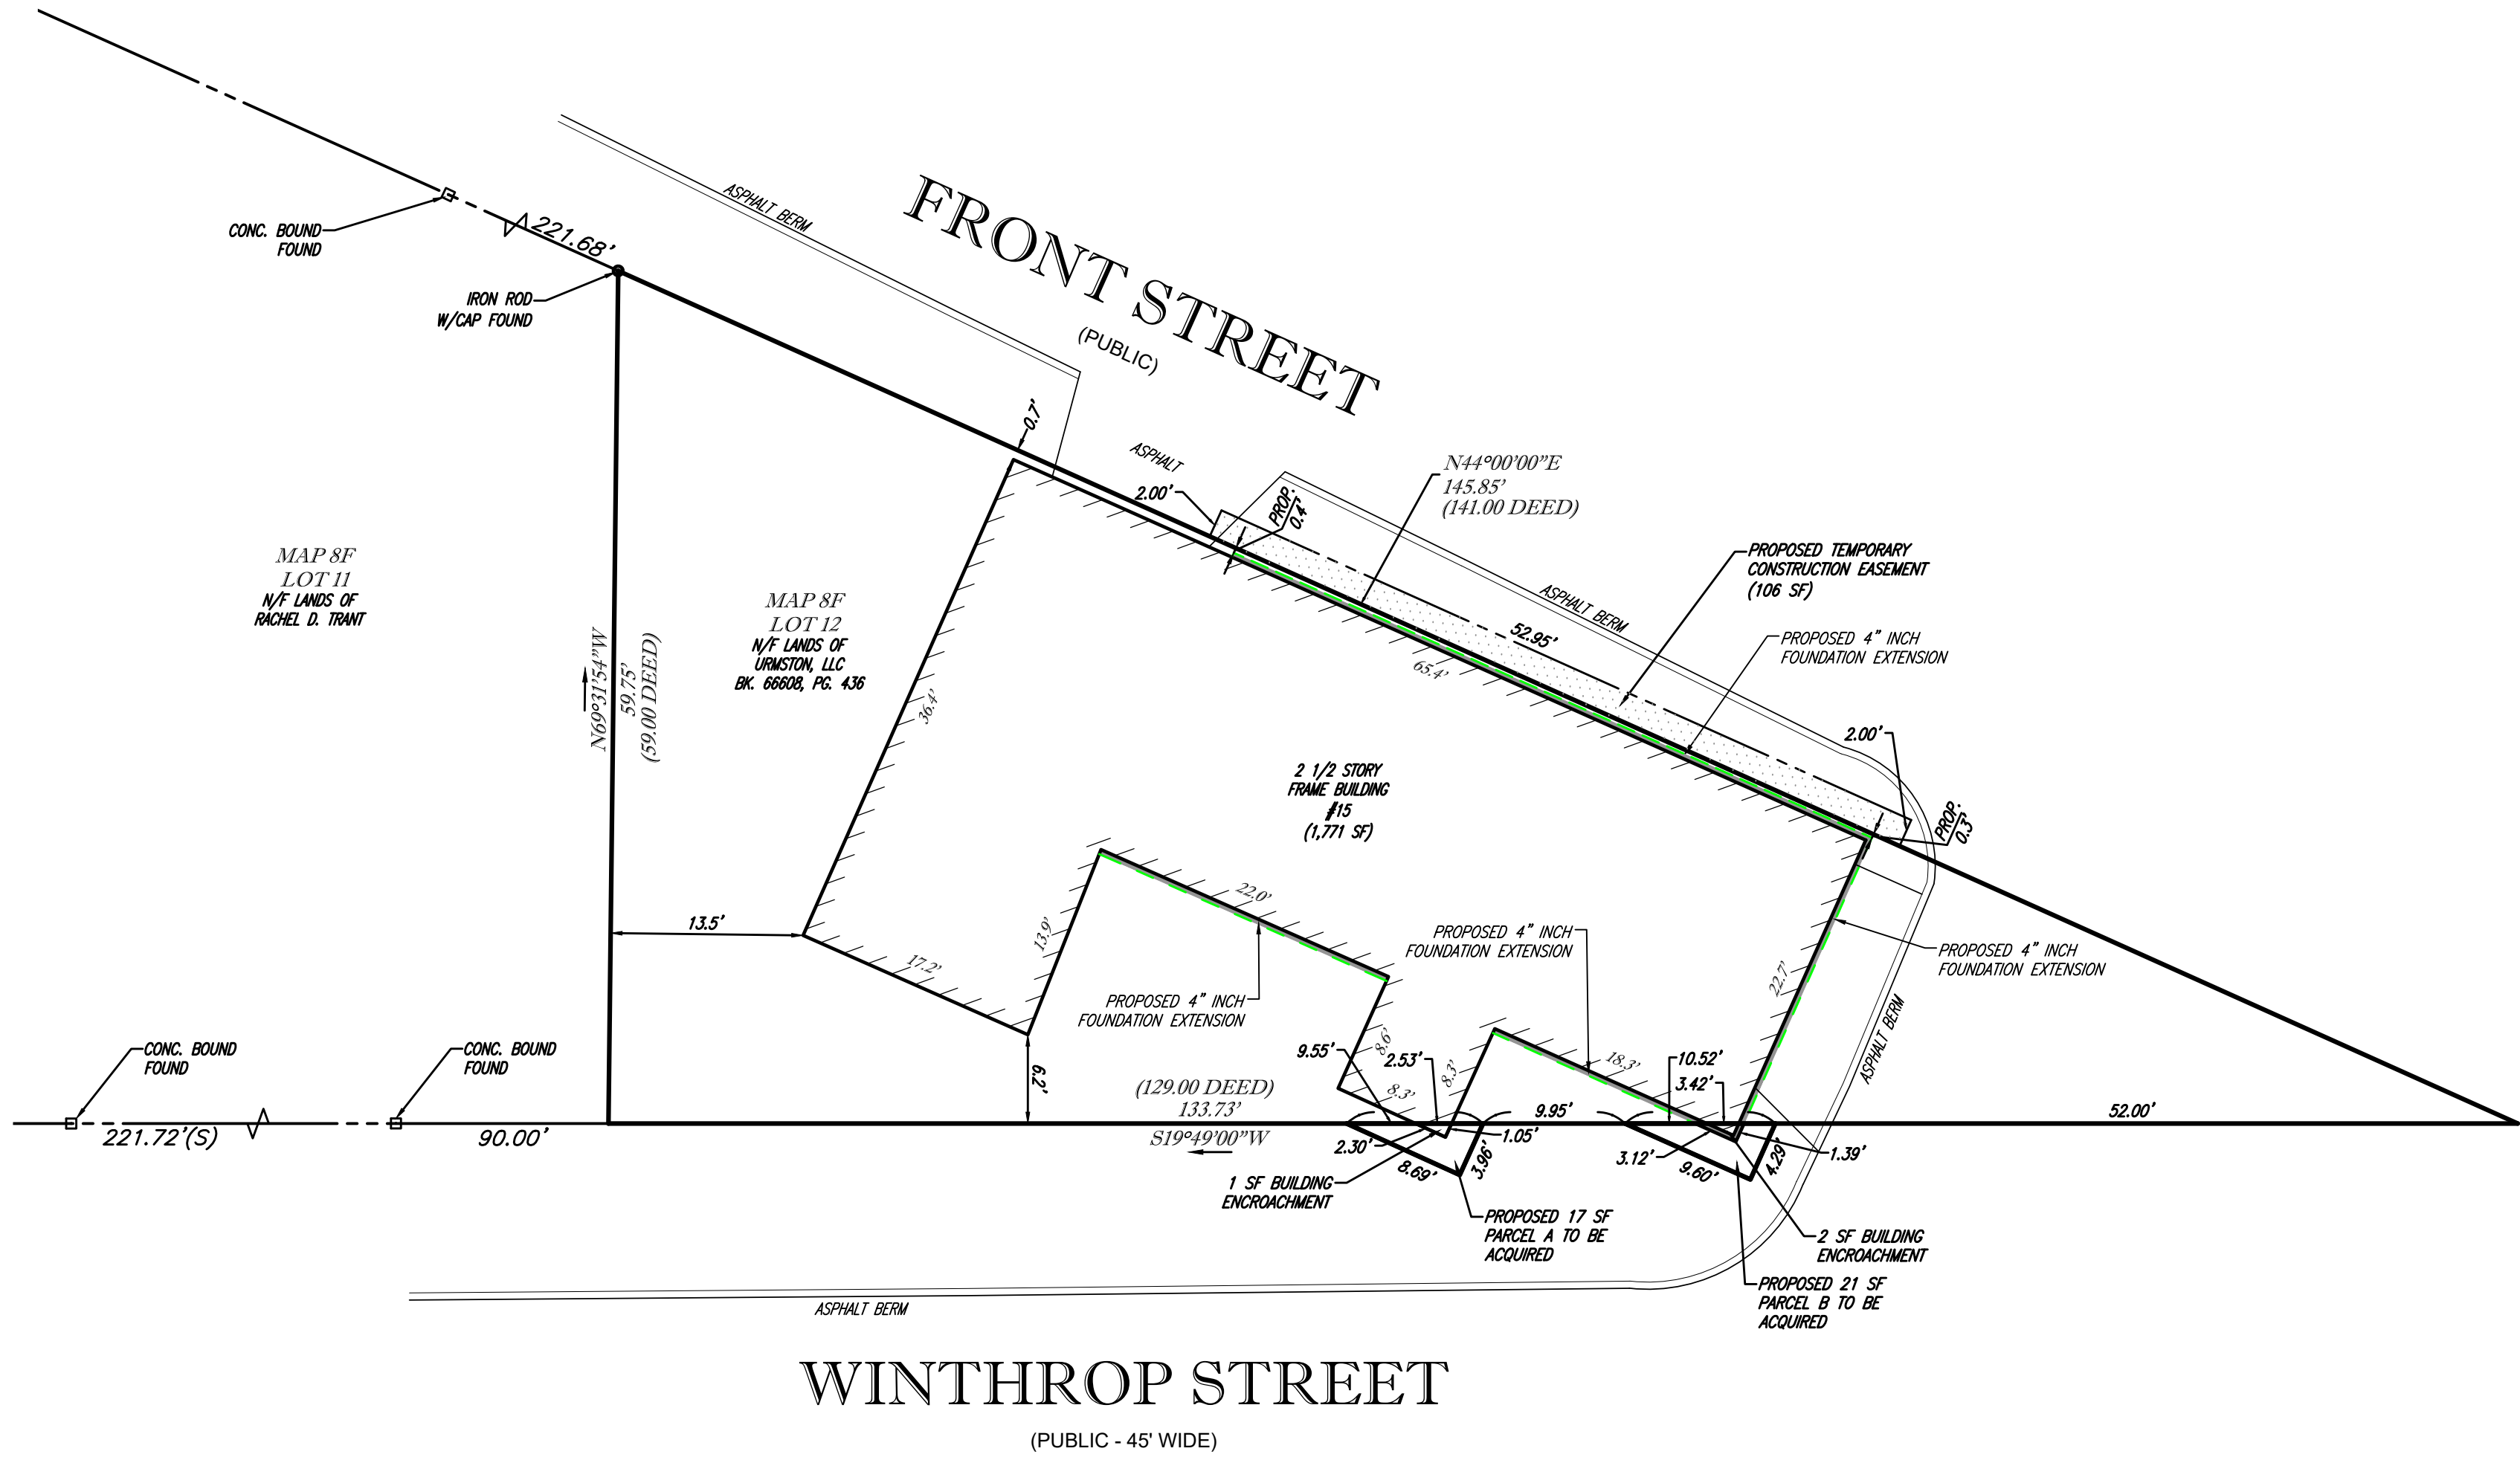 FRONT STREET
(PUBLIC)
ASPHALT BERM
CONC. BOUND
FOUND
221.68'
IRON ROD
W/CAP FOUND
0.7'
ASPHALT
2.00'
PROP.
0.4'
N44°00'00"E
145.85'
(141.00 DEED)
PROPOSED TEMPORARY
CONSTRUCTION EASEMENT
(106 SF)
ASPHALT BERM
52.95'
65.4'
PROPOSED 4" INCH
FOUNDATION EXTENSION
2.00'
PROP.
0.3'
MAP 8F
LOT 11
N/F LANDS OF
RACHEL D. TRANT
N69°31'54"W
59.75'
(59.00 DEED)
MAP 8F
LOT 12
N/F LANDS OF
URMSTON, LLC
BK. 66608, PG. 436
36.4'
2 1/2 STORY
FRAME BUILDING
#15
(1,771 SF)
13.5'
17.2'
13.9'
22.0'
PROPOSED 4" INCH
FOUNDATION EXTENSION
PROPOSED 4" INCH
FOUNDATION EXTENSION
22.7'
PROPOSED 4" INCH
FOUNDATION EXTENSION
ASPHALT BERM
CONC. BOUND
FOUND
CONC. BOUND
FOUND
221.72'(S)
90.00'
6.2'
(129.00 DEED)
133.73'
S19°49'00"W
9.55'
8.6'
8.3'
2.53'
8.3'
18.3'
10.52'
3.42'
9.95'
52.00'
2.30'
1.05'
8.69'
3.96'
3.12'
9.60'
4.29'
1.39'
1 SF BUILDING
ENCROACHMENT
PROPOSED 17 SF
PARCEL A TO BE
ACQUIRED
2 SF BUILDING
ENCROACHMENT
PROPOSED 21 SF
PARCEL B TO BE
ACQUIRED
ASPHALT BERM
WINTHROP STREET
(PUBLIC - 45' WIDE)